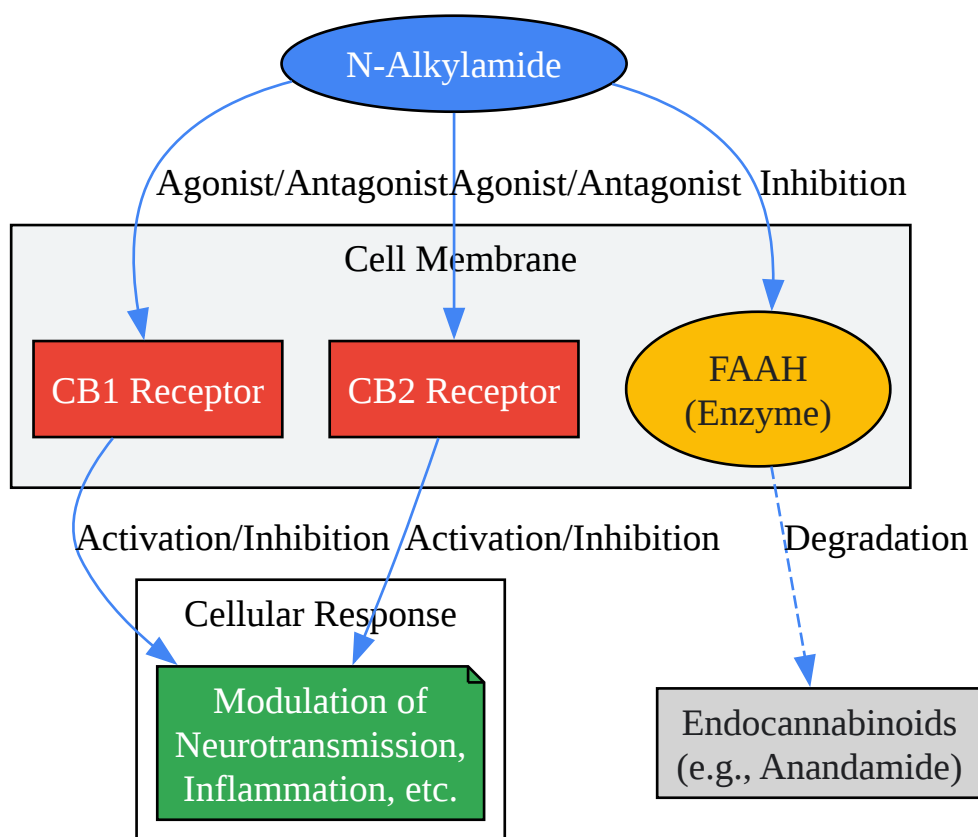 N-Alkylamide
Agonist/Antagonist
Agonist/Antagonist
Inhibition
Cell Membrane
CB1 Receptor
CB2 Receptor
FAAH
(Enzyme)
Activation/Inhibition
Activation/Inhibition
Degradation
Cellular Response
Modulation of
Neurotransmission,
Inflammation, etc.
Endocannabinoids
(e.g., Anandamide)